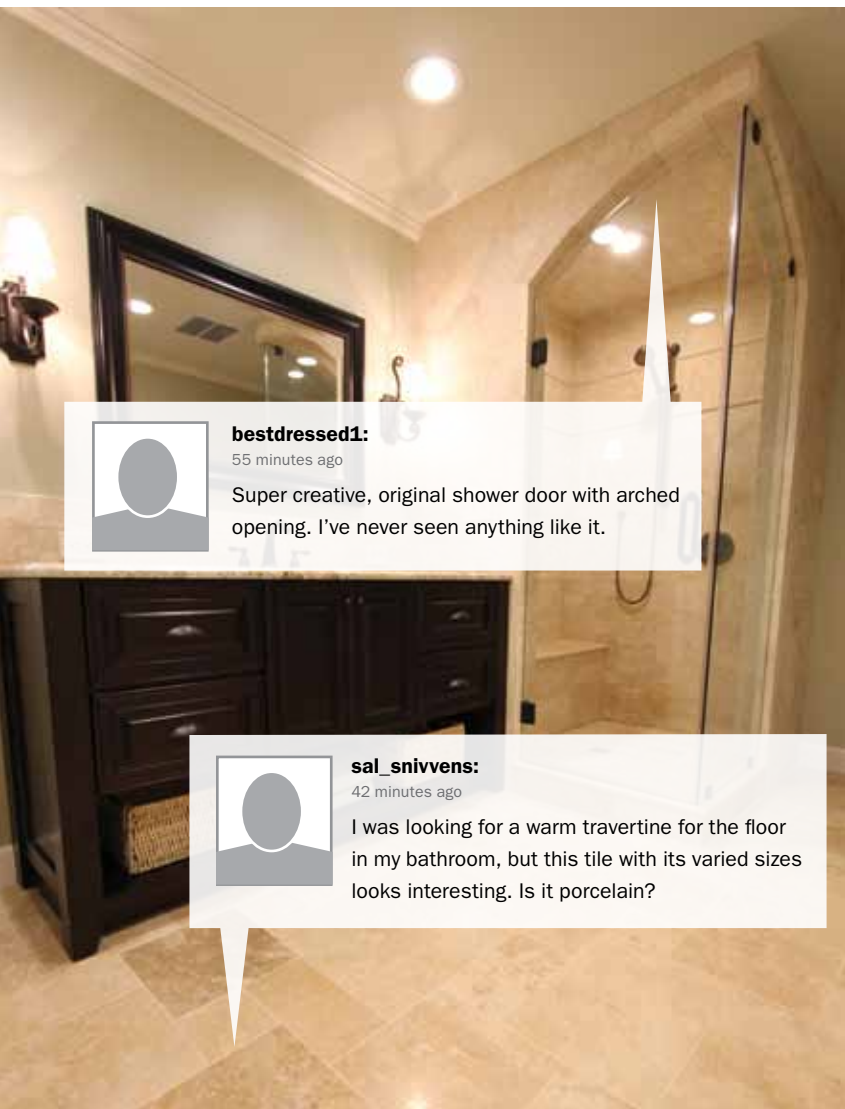 bestdressed1:
55 minutes ago
Super creative, original shower door with arched
opening. I’ve never seen anything like it.
sal_snivvens:
42 minutes ago
I was looking for a warm travertine for the floor
in my bathroom, but this tile with its varied sizes
looks interesting. Is it porcelain?